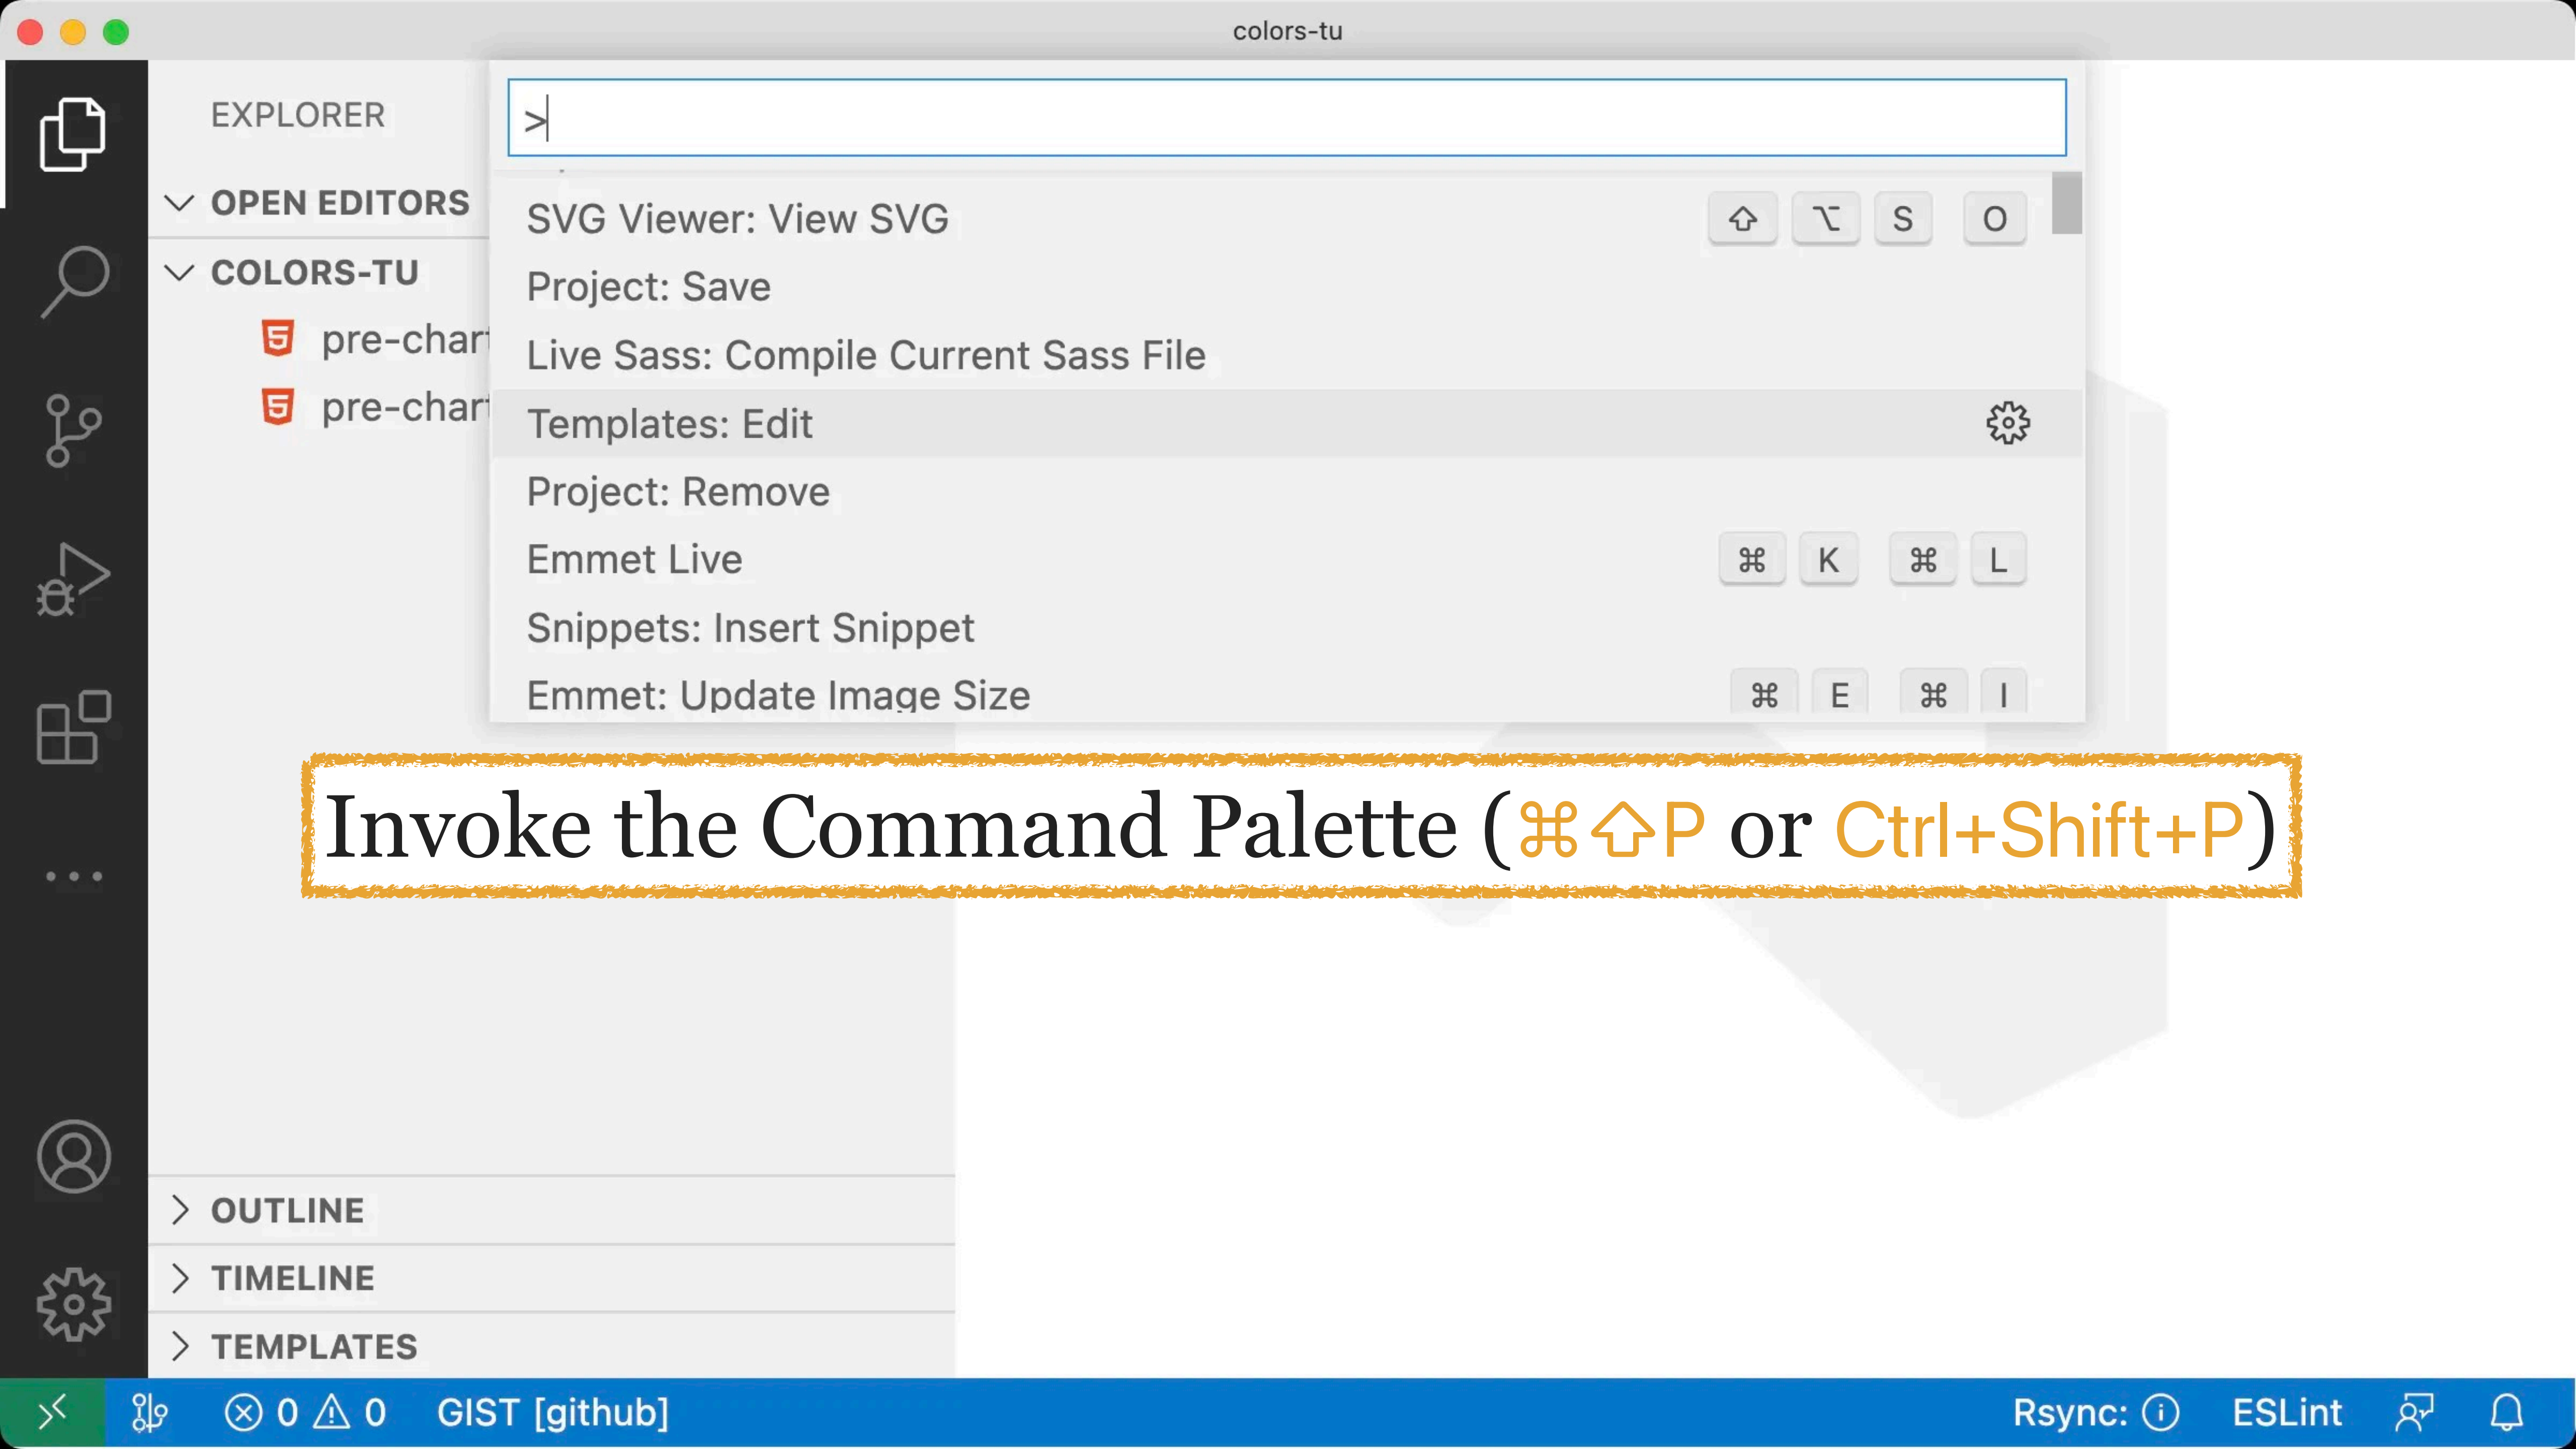 colors-tu
EXPLORER
OPEN EDITORS
COLORS-TU
pre-chart
pre-chart
>
SVG Viewer: View SVG ⇧ ⌥ S O
Project: Save
Live Sass: Compile Current Sass File
Templates: Edit
Project: Remove
Emmet Live ⌘ K ⌘ L
Snippets: Insert Snippet
Emmet: Update Image Size ⌘ E ⌘ I
Invoke the Command Palette (⌘⇧P or Ctrl+Shift+P)
OUTLINE
TIMELINE
TEMPLATES
0 0 GIST [github] Rsync: ESLint